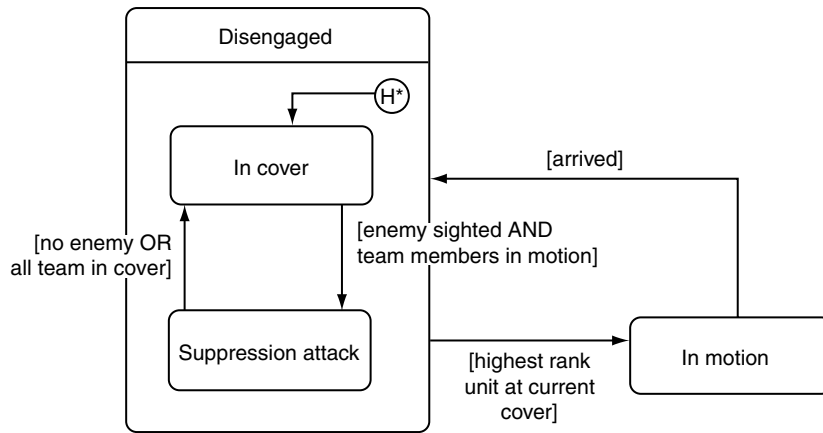 Disengaged
H*
In cover
[arrived]
[no enemy OR
all team in cover]
[enemy sighted AND
team members in motion]
Suppression attack
[highest rank
unit at current
cover]
In motion